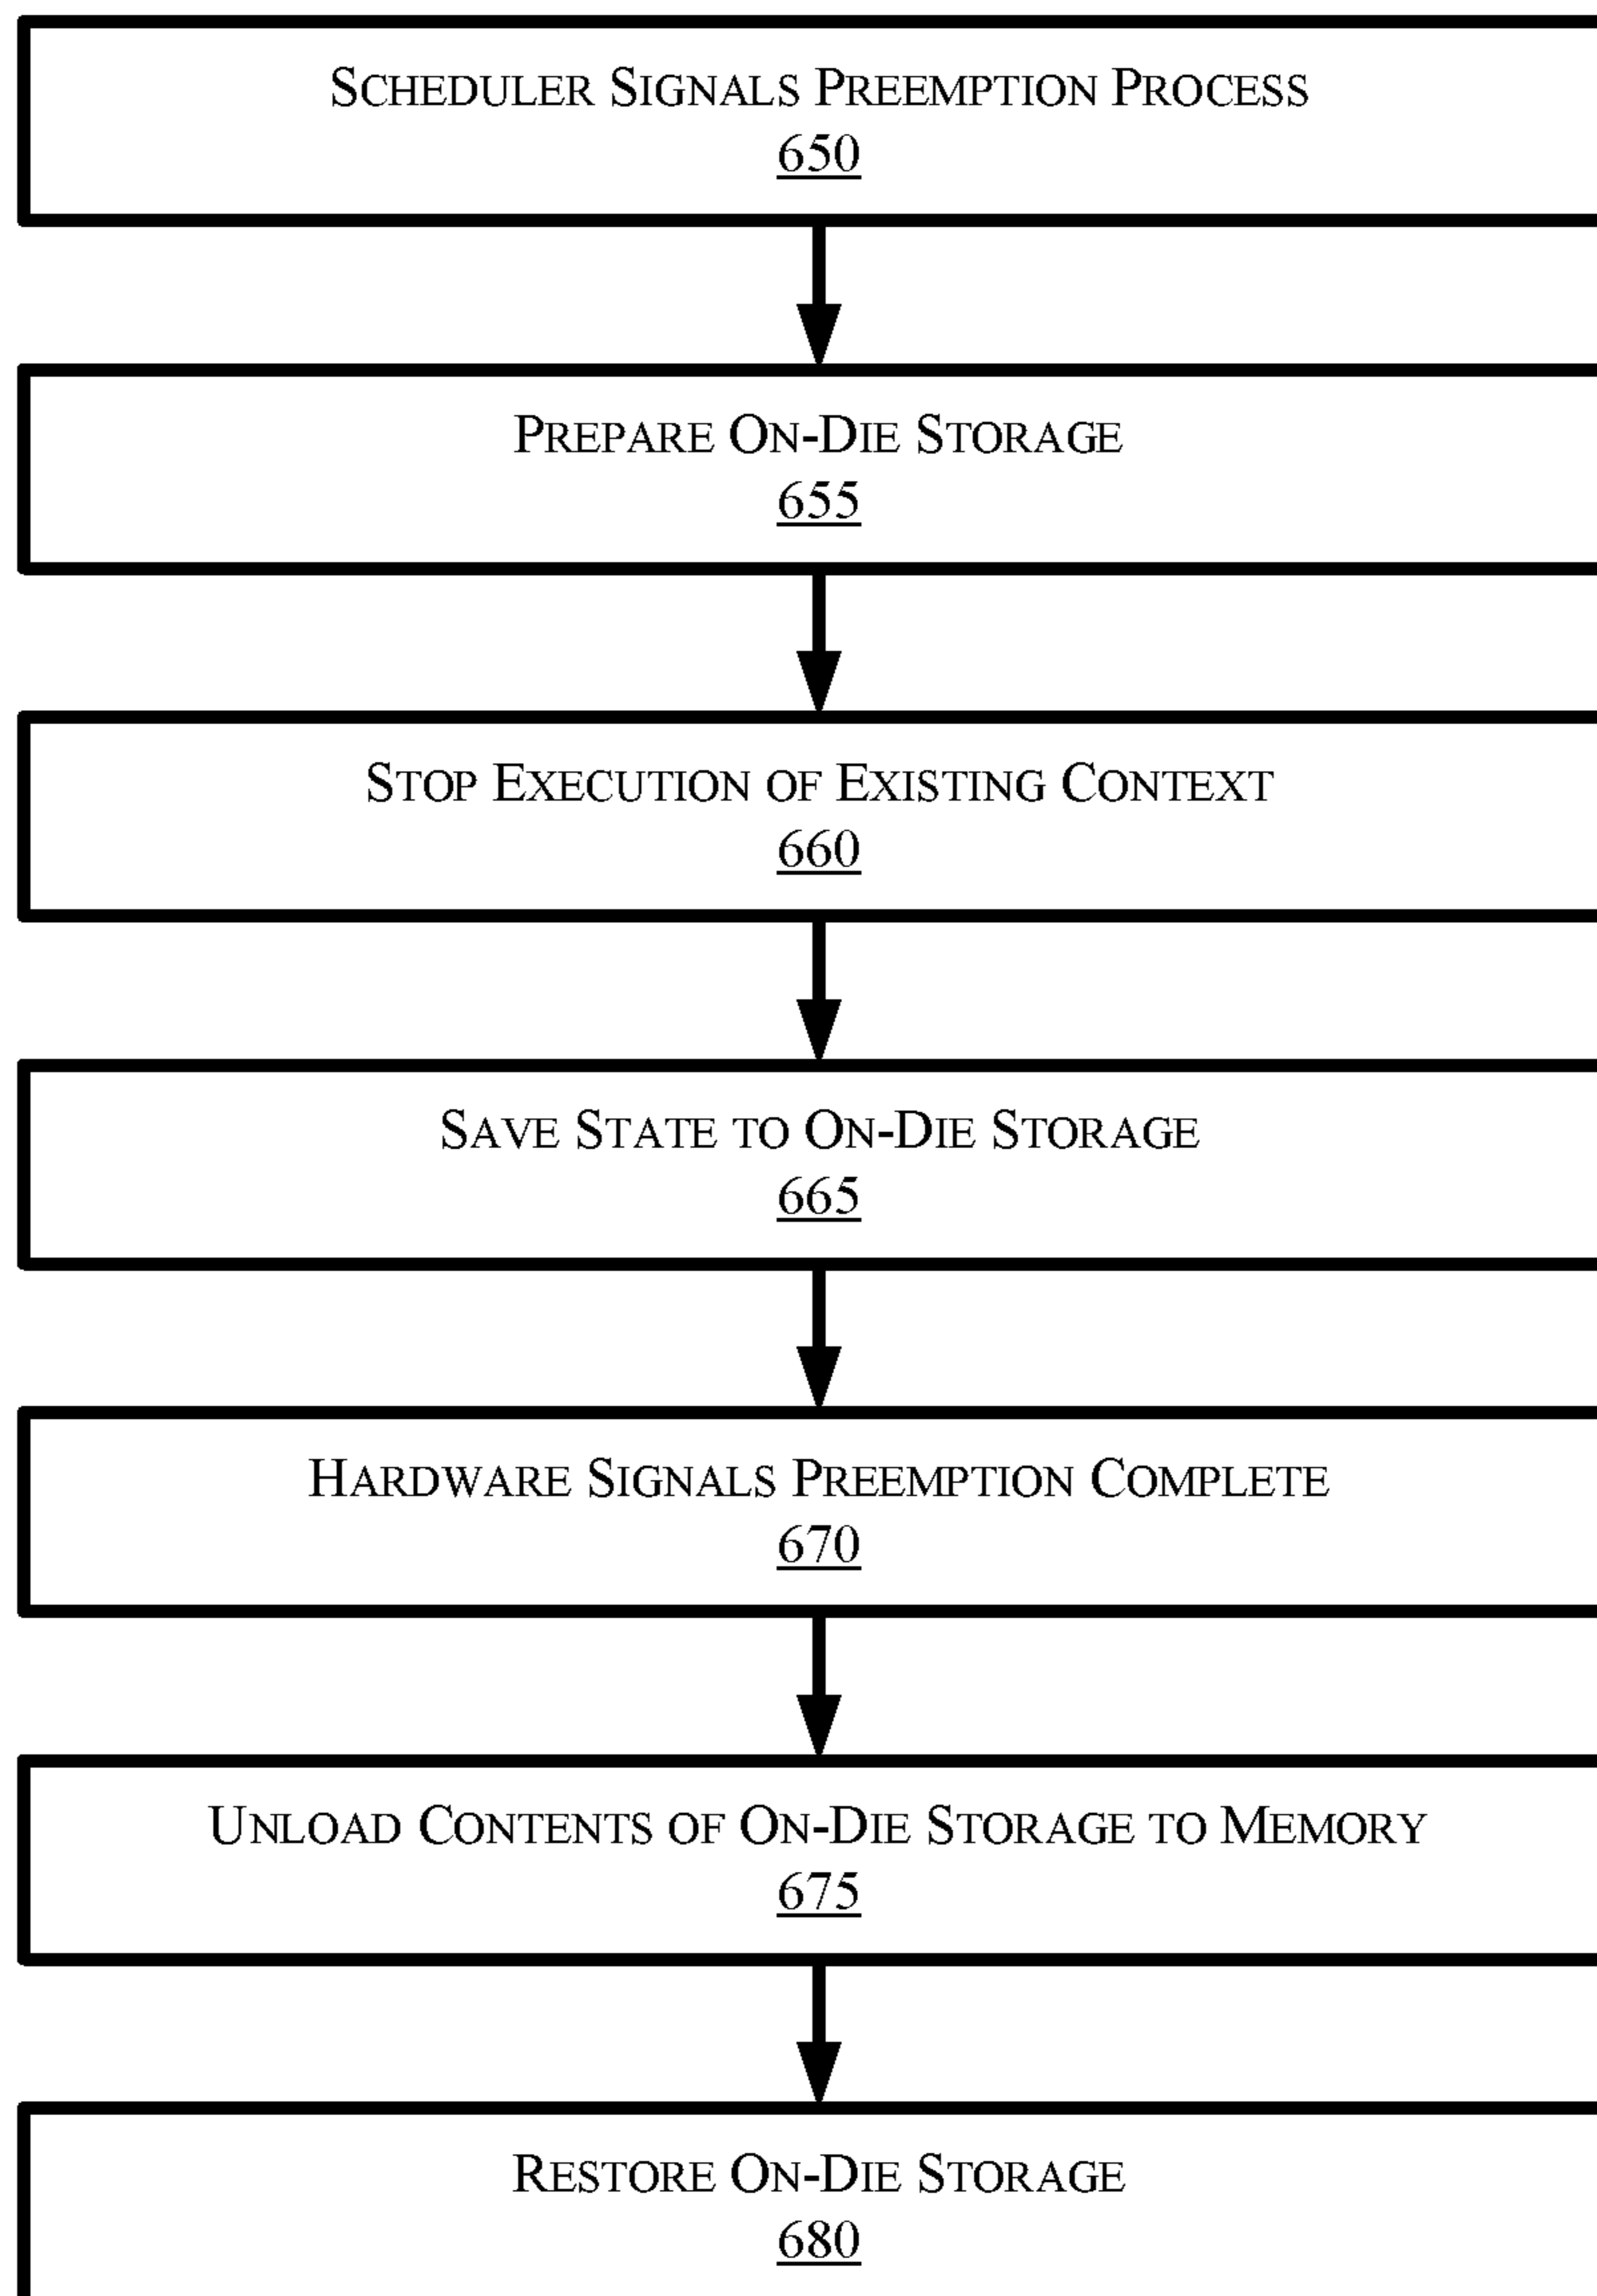 Scheduler Signals Preemption Process
650
Prepare On-Die Storage
655
Stop Execution of Existing Context
660
Save State to On-Die Storage
665
Hardware Signals Preemption Complete
670
Unload Contents of On-Die Storage to Memory
675
Restore On-Die Storage
680